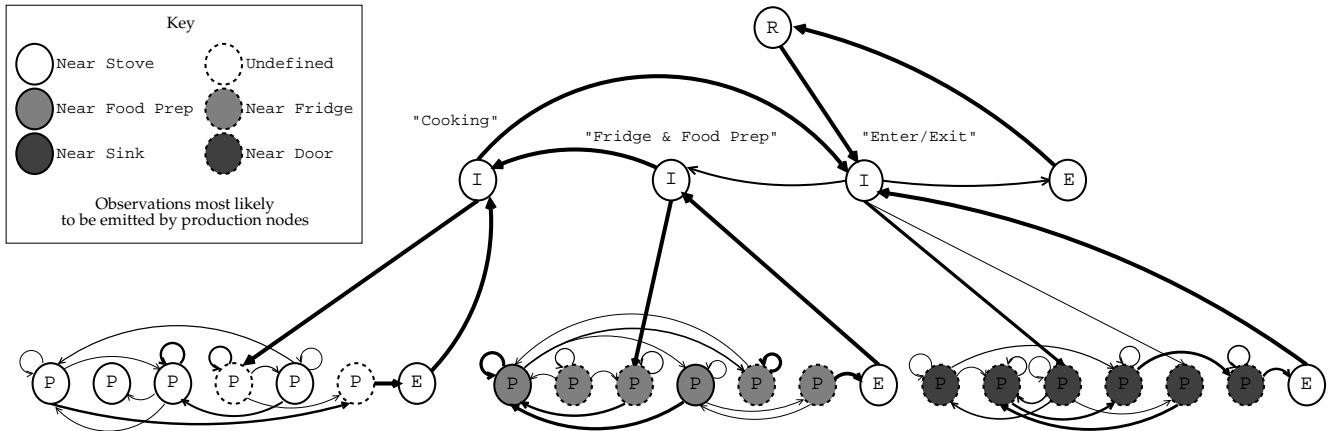 Key
Near Stove
Undefined
Near Food Prep
Near Fridge
Near Sink
Near Door
Observations most likely
to be emitted by production nodes
R
"Cooking"
"Fridge & Food Prep"
"Enter/Exit"
I
I
I
E
P P P P P P E
P P P P P P E
P P P P P P E